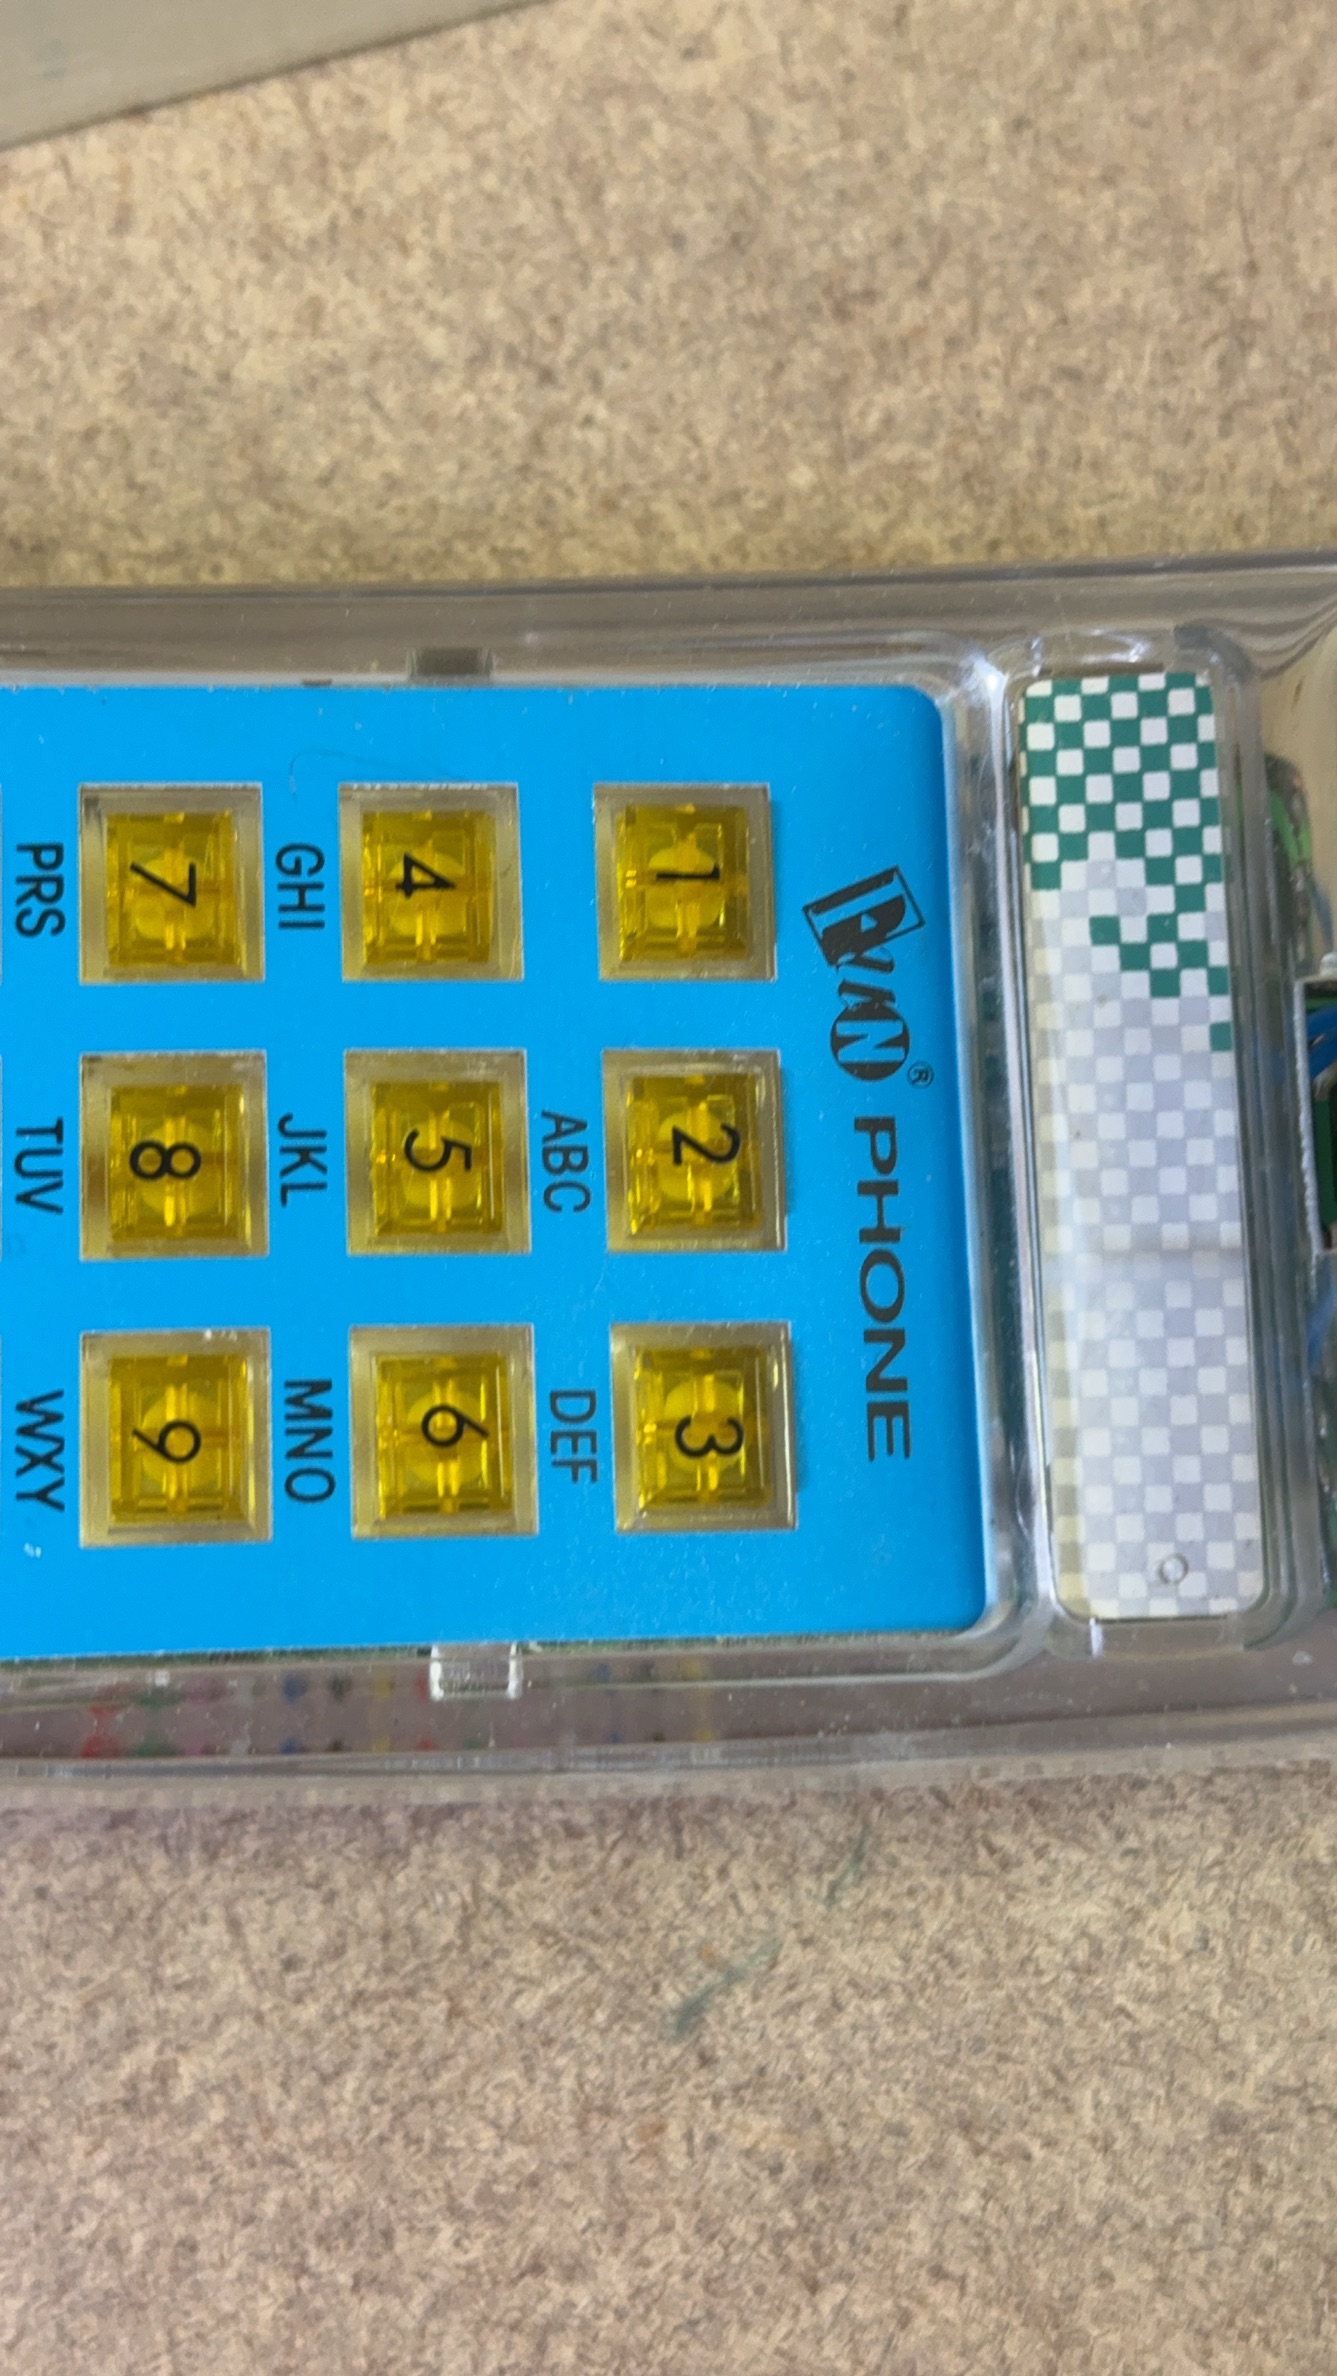 ® PHONE
1 2 3
ABC DEF
4 5 6
GHI JKL MNO
7 8 9
PRS TUV WXY